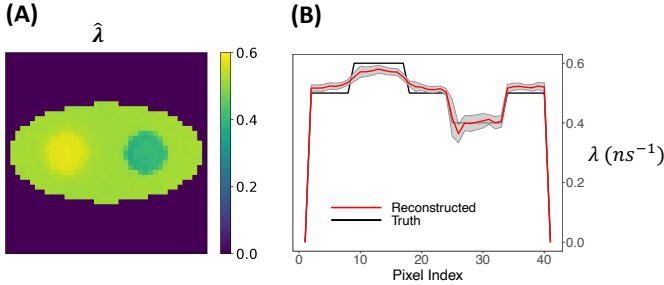 (A)
λ̂
0.6
0.4
0.2
0.0
(B)
0.6
0.4
0.2
0.0
λ (ns⁻¹)
Reconstructed
Truth
0
10
20
30
40
Pixel Index